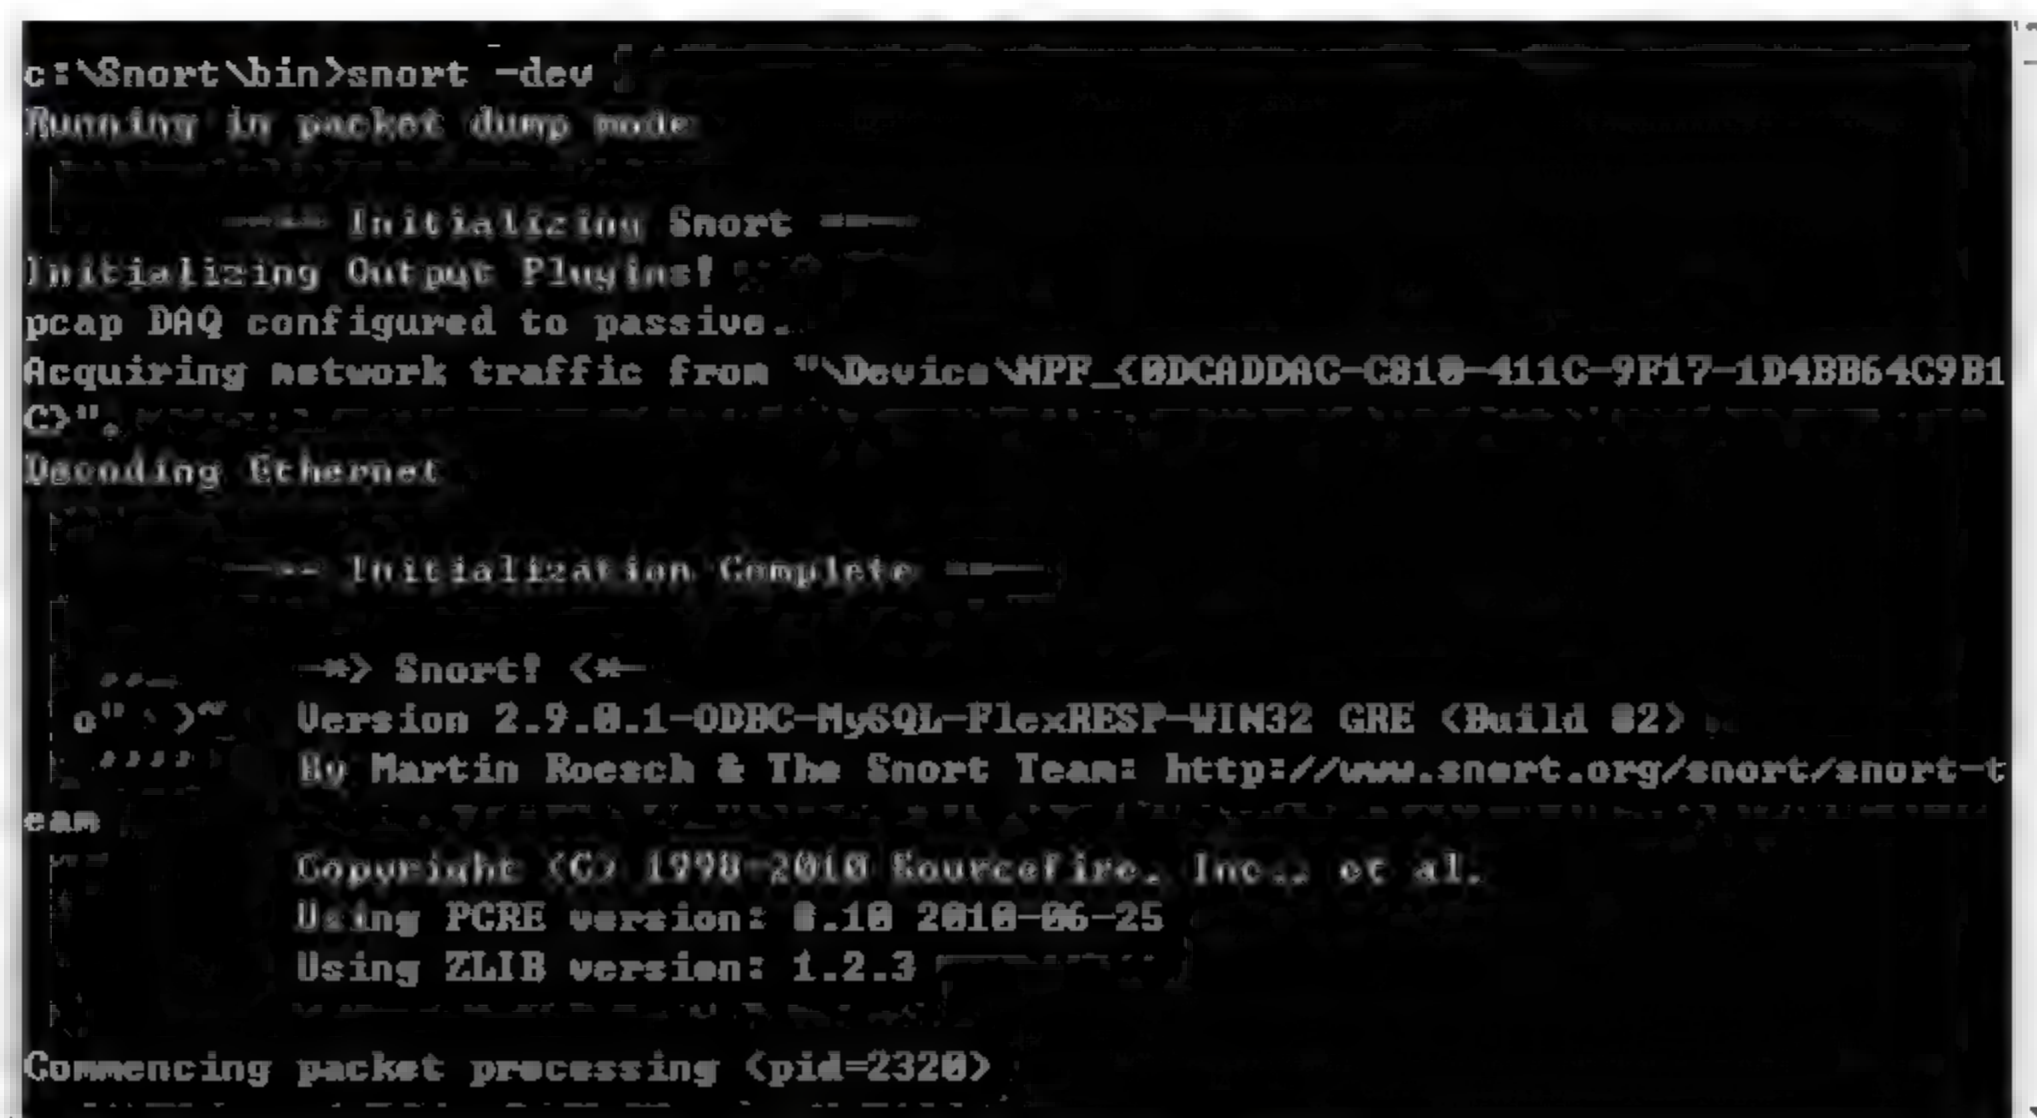 c:\Snort\bin>snort -dev
Running in packet dump mode
--== Initializing Snort ==--
Initializing Output Plugins!
pcap DAQ configured to passive.
Acquiring network traffic from "\Device\NPF_{0DCADDAC-C810-411C-9F17-1D4BB64C9B1
C}".
Decoding Ethernet
--== Initialization Complete ==--
,,_ -*> Snort! <*-
o" )~ Version 2.9.0.1-ODBC-MySQL-FlexRESP-WIN32 GRE (Build 82)
'''' By Martin Roesch & The Snort Team: http://www.snort.org/snort/snort-t
eam
Copyright (C) 1998-2010 Sourcefire, Inc., et al.
Using PCRE version: 8.10 2010-06-25
Using ZLIB version: 1.2.3
Commencing packet processing (pid=2320)